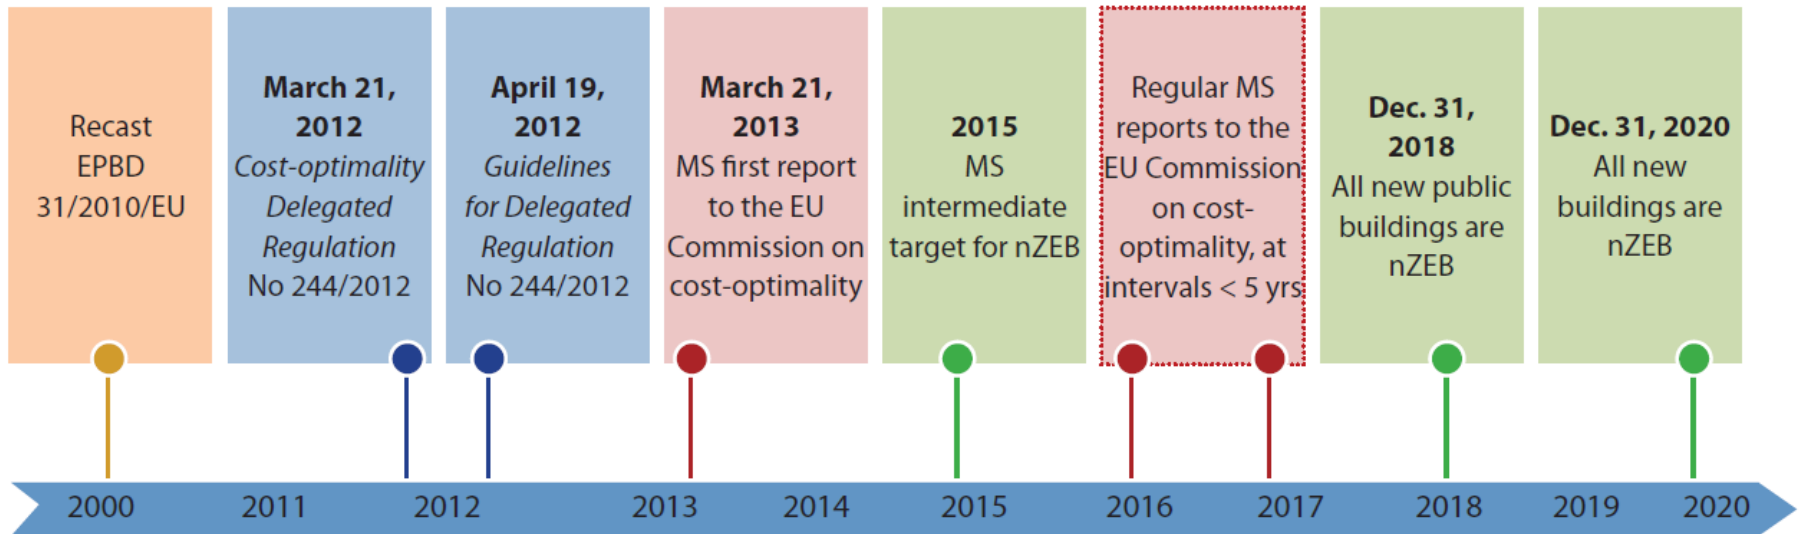 Recast
EPBD
31/2010/EU
March 21,
2012
Cost-optimality
Delegated
Regulation
No 244/2012
April 19,
2012
Guidelines
for Delegated
Regulation
No 244/2012
March 21,
2013
MS first report
to the EU
Commission on
cost-optimality
2015
MS
intermediate
target for nZEB
Regular MS
reports to the
EU Commission
on cost-
optimality, at
intervals < 5 yrs
Dec. 31,
2018
All new public
buildings are
nZEB
Dec. 31, 2020
All new
buildings are
nZEB
2000 2011 2012 2013 2014 2015 2016 2017 2018 2019 2020